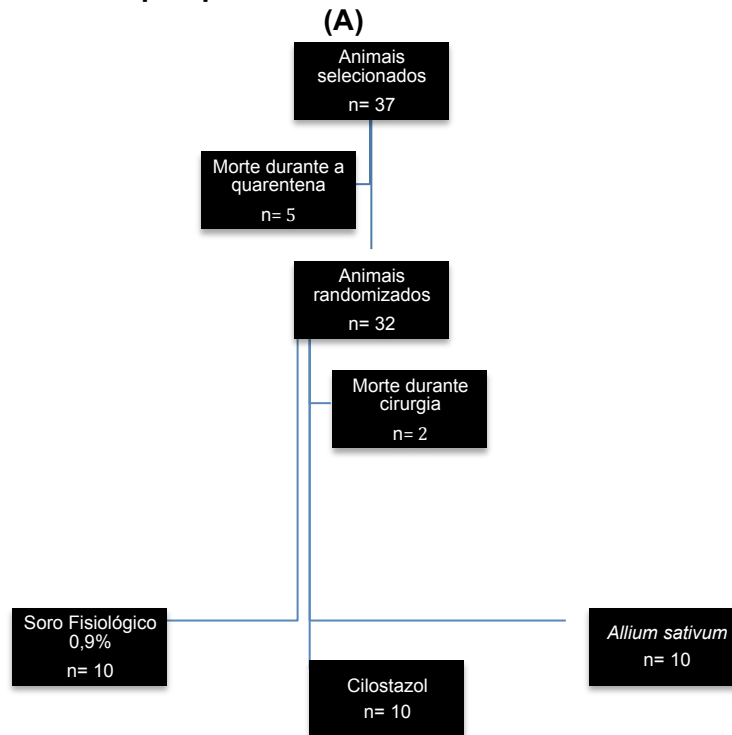 (A)
Animais
selecionados
n= 37
Morte durante a
quarentena
n= 5
Animais
randomizados
n= 32
Morte durante
cirurgia
n= 2
Soro Fisiológico
0,9%
n= 10
Cilostazol
n= 10
Allium sativum
n= 10